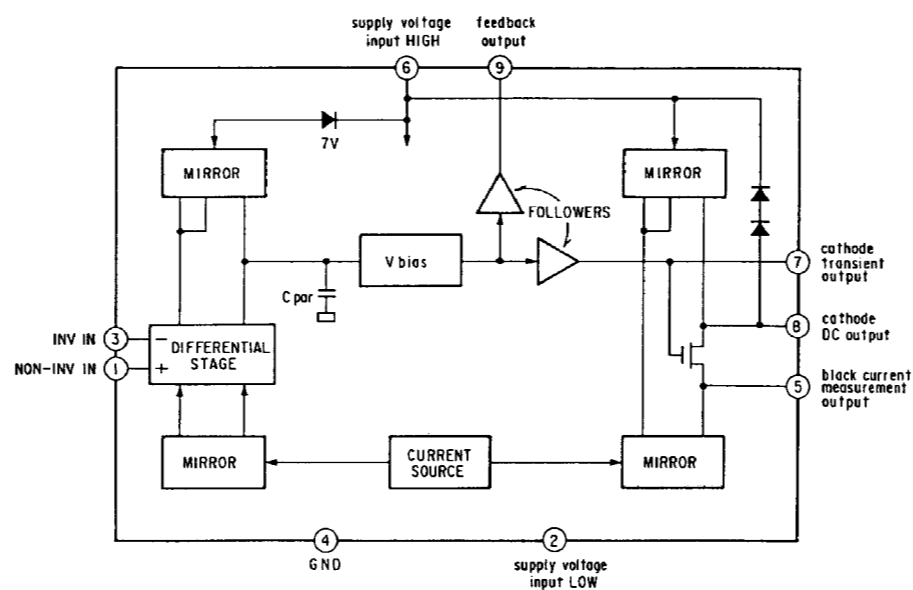 supply voltage
input HIGH
feedback
output
6
9
7V
MIRROR
MIRROR
FOLLOWERS
V bias
C par
7
cathode
transient
output
8
cathode
DC output
INV IN
3
−
NON-INV IN
1
+
DIFFERENTIAL
STAGE
5
black current
measurement
output
MIRROR
CURRENT
SOURCE
MIRROR
4
GND
2
supply voltage
input LOW